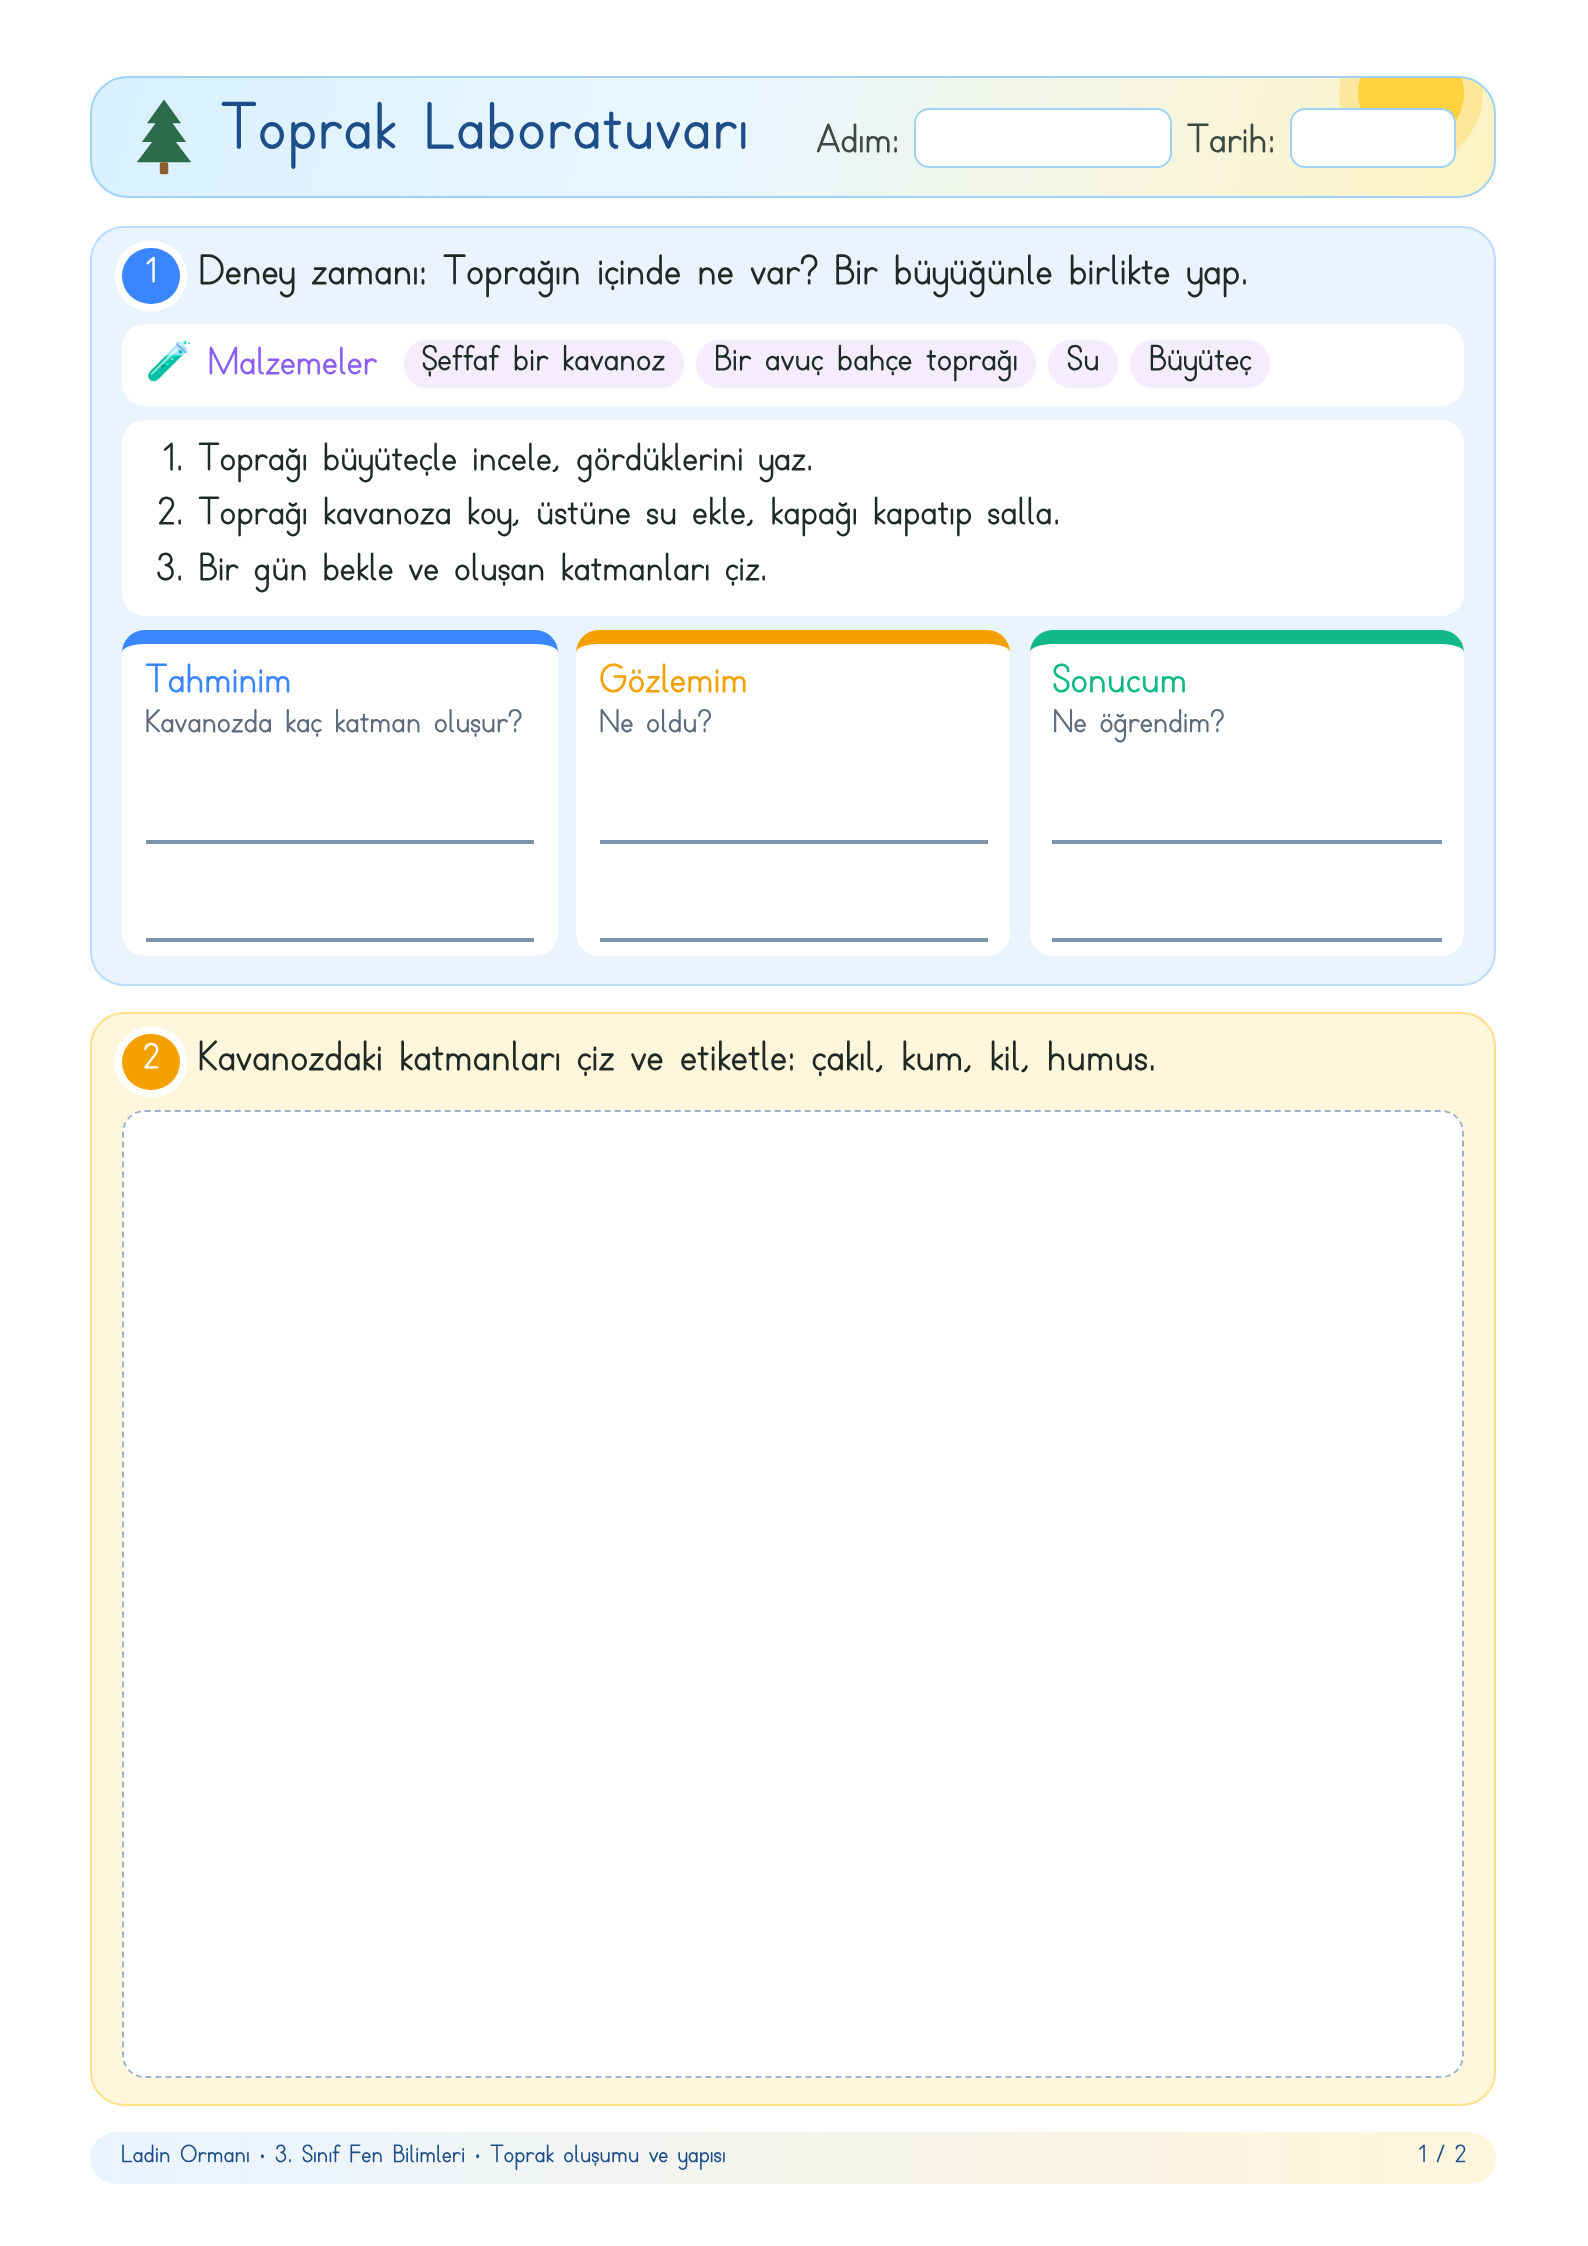 Toprak Laboratuvarı
Adım:
Tarih:
1 Deney zamanı: Toprağın içinde ne var? Bir büyüğünle birlikte yap.
Malzemeler Şeffaf bir kavanoz Bir avuç bahçe toprağı Su Büyüteç
1. Toprağı büyüteçle incele, gördüklerini yaz.
2. Toprağı kavanoza koy, üstüne su ekle, kapağı kapatıp salla.
3. Bir gün bekle ve oluşan katmanları çiz.
Tahminim
Kavanozda kaç katman oluşur?
Gözlemim
Ne oldu?
Sonucum
Ne öğrendim?
2 Kavanozdaki katmanları çiz ve etiketle: çakıl, kum, kil, humus.
Ladin Ormanı • 3. Sınıf Fen Bilimleri • Toprak oluşumu ve yapısı
1 / 2